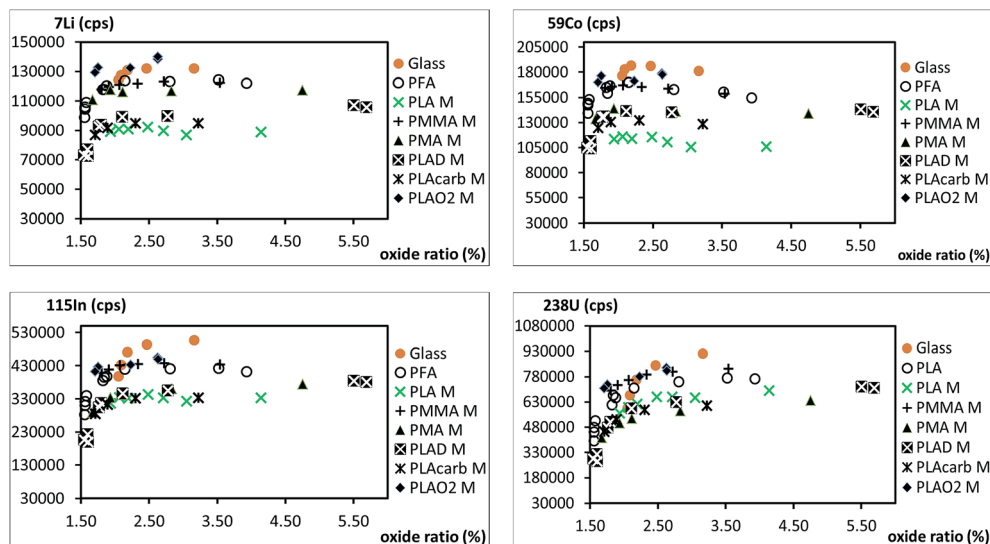 7Li (cps)
150000
130000
110000
90000
70000
50000
30000
1.50 2.50 3.50 4.50 5.50
oxide ratio (%)
Glass
PFA
PLA M
PMMA M
PMA M
PLAD M
PLAcarb M
PLAO2 M
59Co (cps)
205000
180000
155000
130000
105000
80000
55000
30000
1.50 2.50 3.50 4.50 5.50
oxide ratio (%)
Glass
PFA
PLA M
PMMA M
PMA M
PLAD M
PLAcarb M
PLAO2 M
115In (cps)
530000
430000
330000
230000
130000
30000
1.50 2.50 3.50 4.50 5.50
oxide ratio (%)
Glass
PFA
PLA M
PMMA M
PMA M
PLAD M
PLAcarb M
PLAO2 M
238U (cps)
1080000
930000
780000
630000
480000
330000
180000
30000
1.50 2.50 3.50 4.50 5.50
oxide ratio (%)
Glass
PLA
PLA M
PMMA M
PMA M
PLAD M
PLAcarb M
PLAO2 M